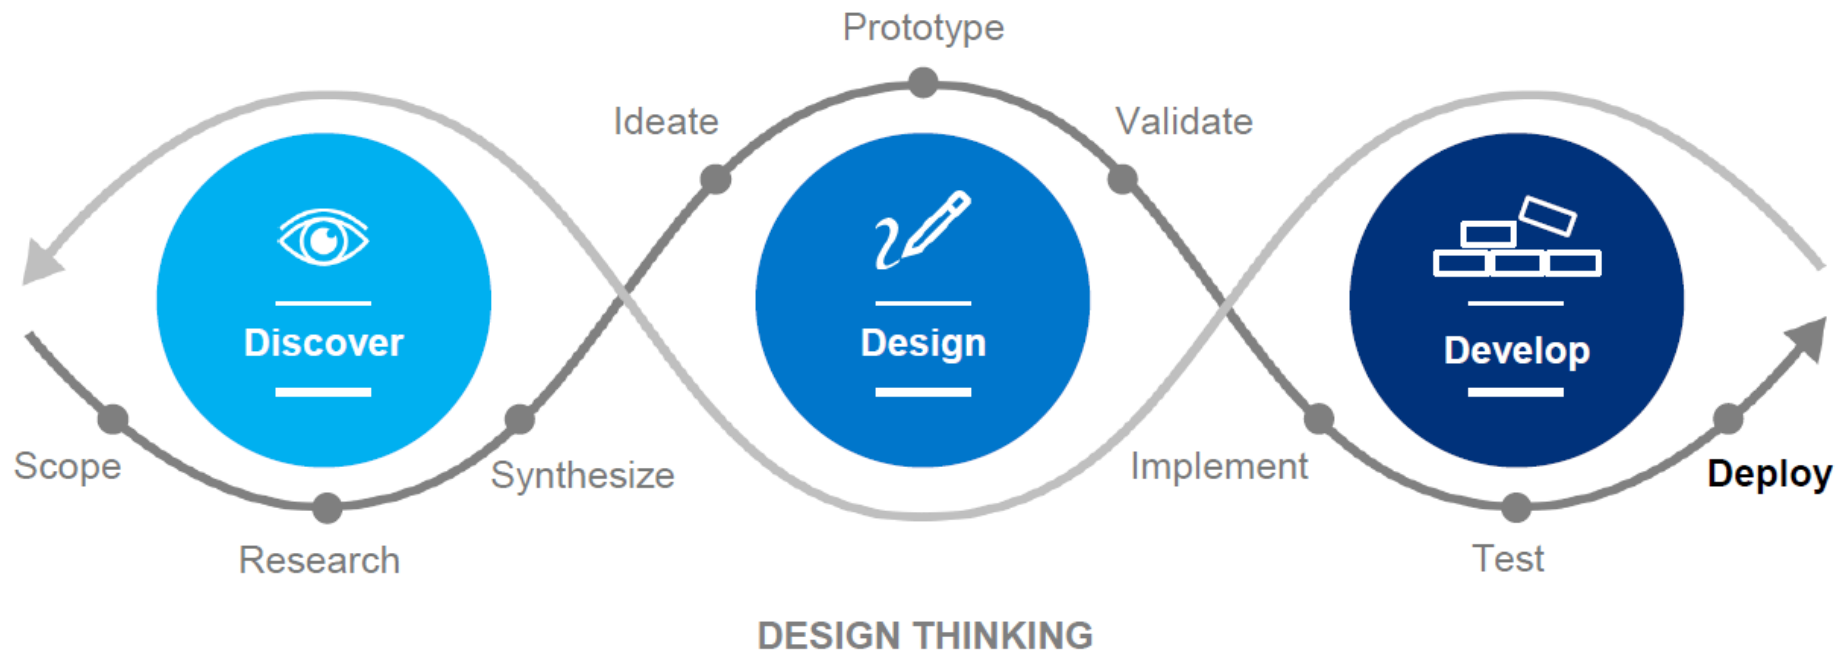 Prototype
Ideate
Validate
Discover
Design
Develop
Scope
Synthesize
Implement
Deploy
Research
Test
DESIGN THINKING